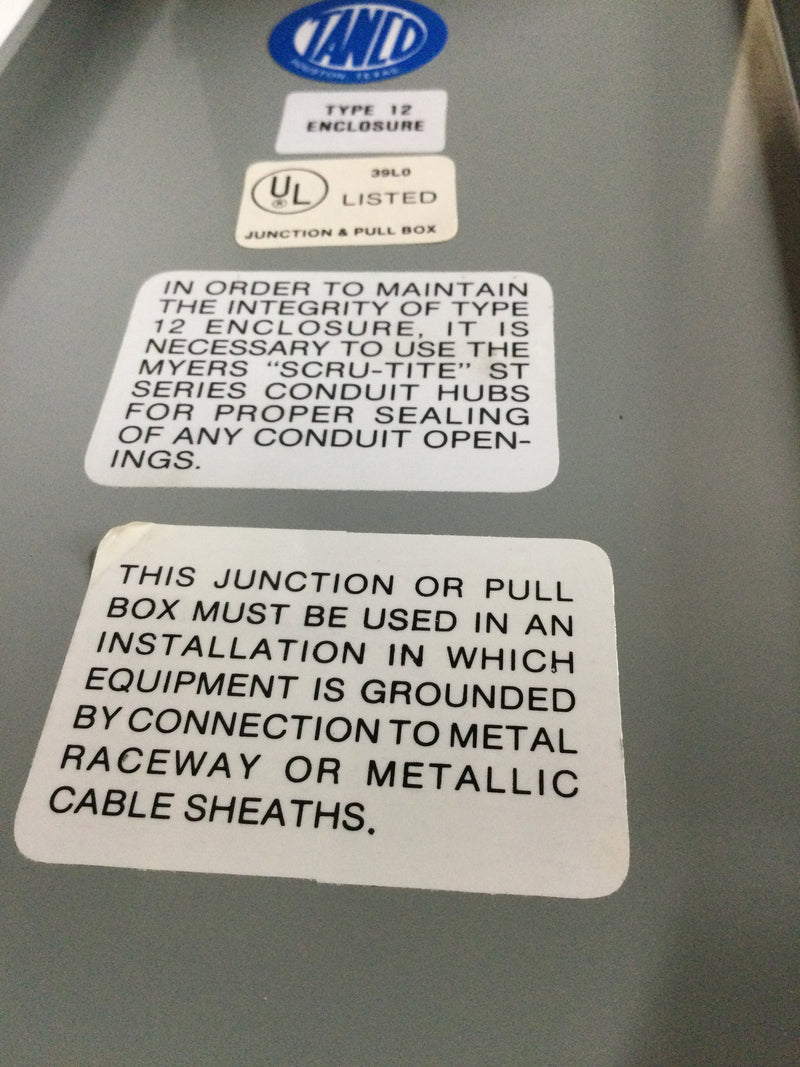 TANCO
HOUSTON, TEXAS
TYPE 12
ENCLOSURE
UL
®
39L0
LISTED
JUNCTION & PULL BOX
IN ORDER TO MAINTAIN
THE INTEGRITY OF TYPE
12 ENCLOSURE, IT IS
NECESSARY TO USE THE
MYERS “SCRU-TITE” ST
SERIES CONDUIT HUBS
FOR PROPER SEALING
OF ANY CONDUIT OPEN-
INGS.
THIS JUNCTION OR PULL
BOX MUST BE USED IN AN
INSTALLATION IN WHICH
EQUIPMENT IS GROUNDED
BY CONNECTION TO METAL
RACEWAY OR METALLIC
CABLE SHEATHS.